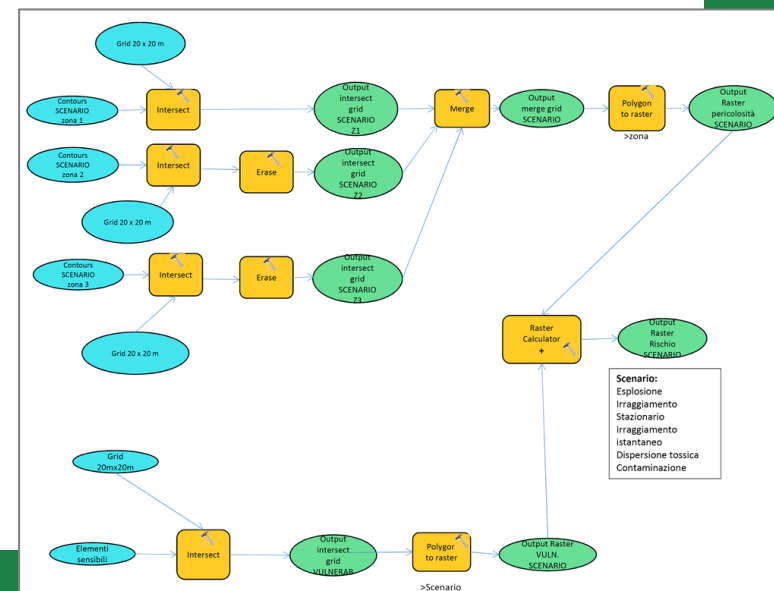 Grid 20 x 20 m
Contours
SCENARIO
zona 1
Intersect
Output
intersect
grid
SCENARIO
Z1
Merge
Output
merge grid
SCENARIO
Polygon
to raster
>zona
Output
Raster
pericolosità
SCENARIO
Contours
SCENARIO
zona 2
Intersect
Erase
Output
intersect
grid
SCENARIO
Z2
Grid 20 x 20 m
Contours
SCENARIO
zona 3
Intersect
Erase
Output
intersect
grid
SCENARIO
Z3
Grid 20 x 20 m
Raster
Calculator
+
Output
Raster
Rischio
SCENARIO
Scenario:
Esplosione
Irraggiamento
Stazionario
Irraggiamento
istantaneo
Dispersione tossica
Contaminazione
Grid
20mx20m
Elementi
sensibili
Intersect
Output
intersect
grid
VULNERAB.
Polygor
to raster
>Scenario
Output Raster
VULN.
SCENARIO